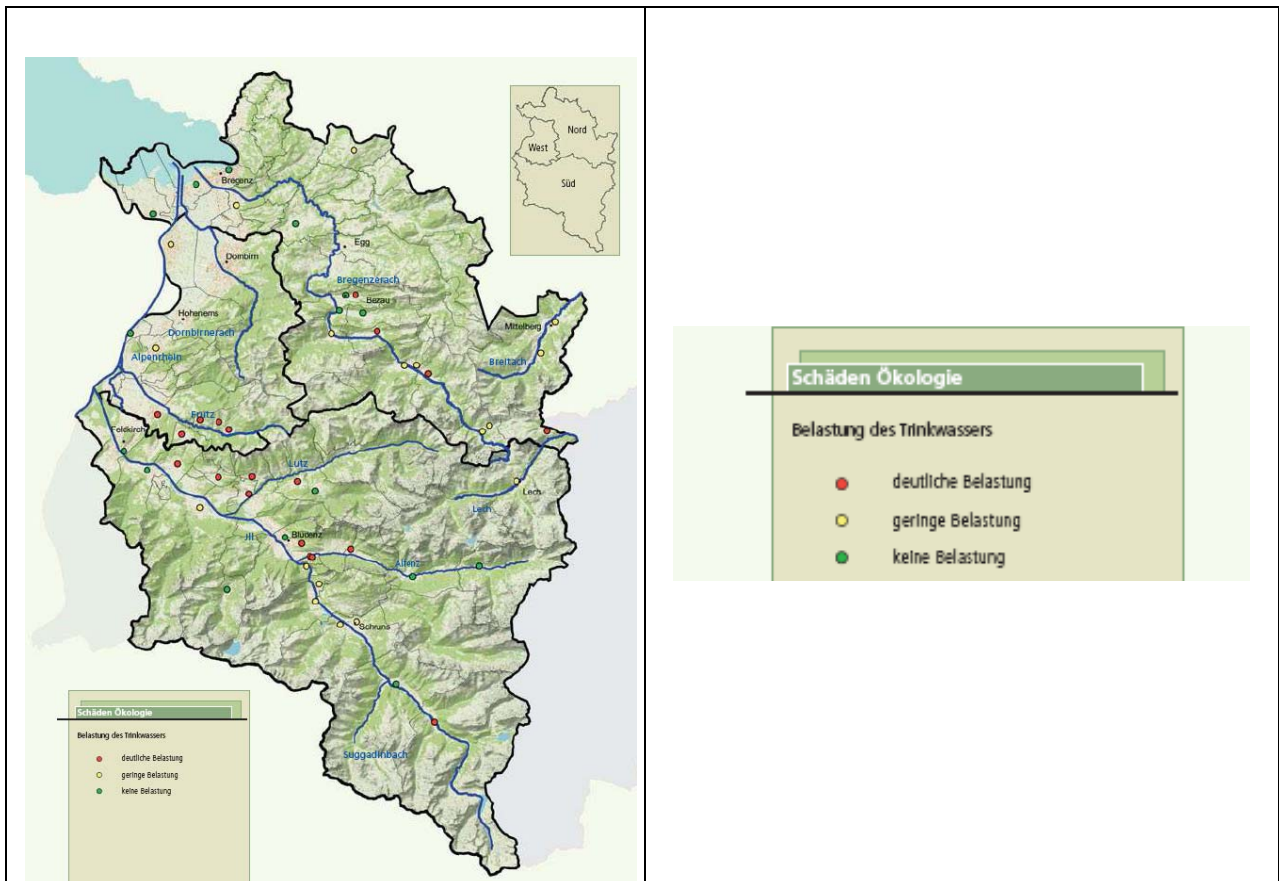 Nord
West
Süd
Bregenz
Egg
Dornbirn
Bregenzerach
Bezau
Hohenems
Mittelberg
Dornbirnerach
Alpenrhein
Breitach
Frutz
Feldkirch
Lutz
Lech
Lech
Ill
Bludenz
Alfenz
Schruns
Suggadinbach
Schäden Ökologie
Belastung des Trinkwassers
deutliche Belastung
geringe Belastung
keine Belastung
Schäden Ökologie
Belastung des Trinkwassers
deutliche Belastung
geringe Belastung
keine Belastung